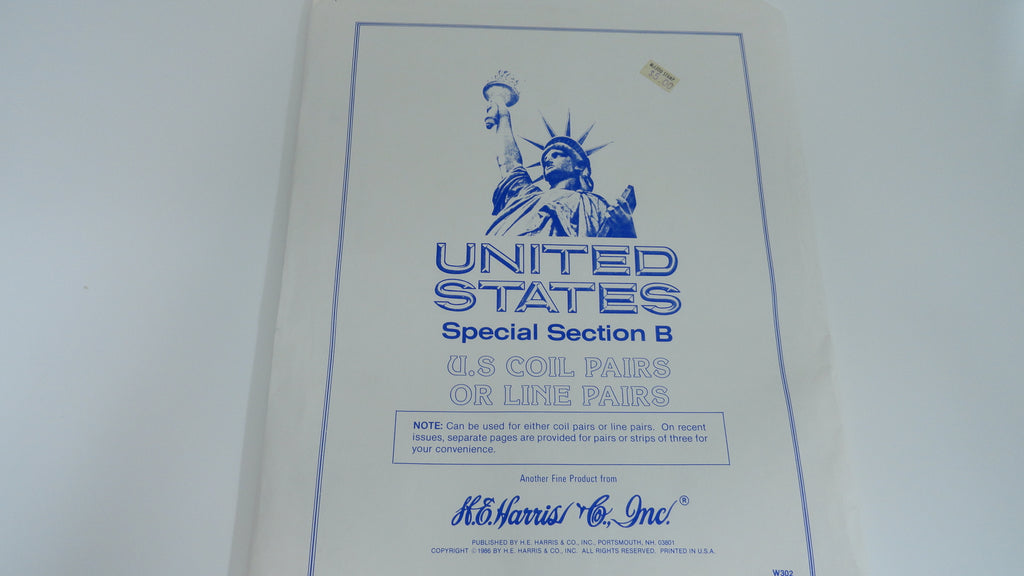 $5.00
UNITED
STATES
Special Section B
U.S COIL PAIRS
OR LINE PAIRS
NOTE: Can be used for either coil pairs or line pairs. On recent
issues, separate pages are provided for pairs or strips of three for
your convenience.
Another Fine Product from
H.E. Harris & Co., Inc.®
PUBLISHED BY H.E. HARRIS & CO., INC., PORTSMOUTH, NH. 03801
COPYRIGHT © 1986 BY H.E. HARRIS & CO., INC. ALL RIGHTS RESERVED. PRINTED IN U.S.A.
W302